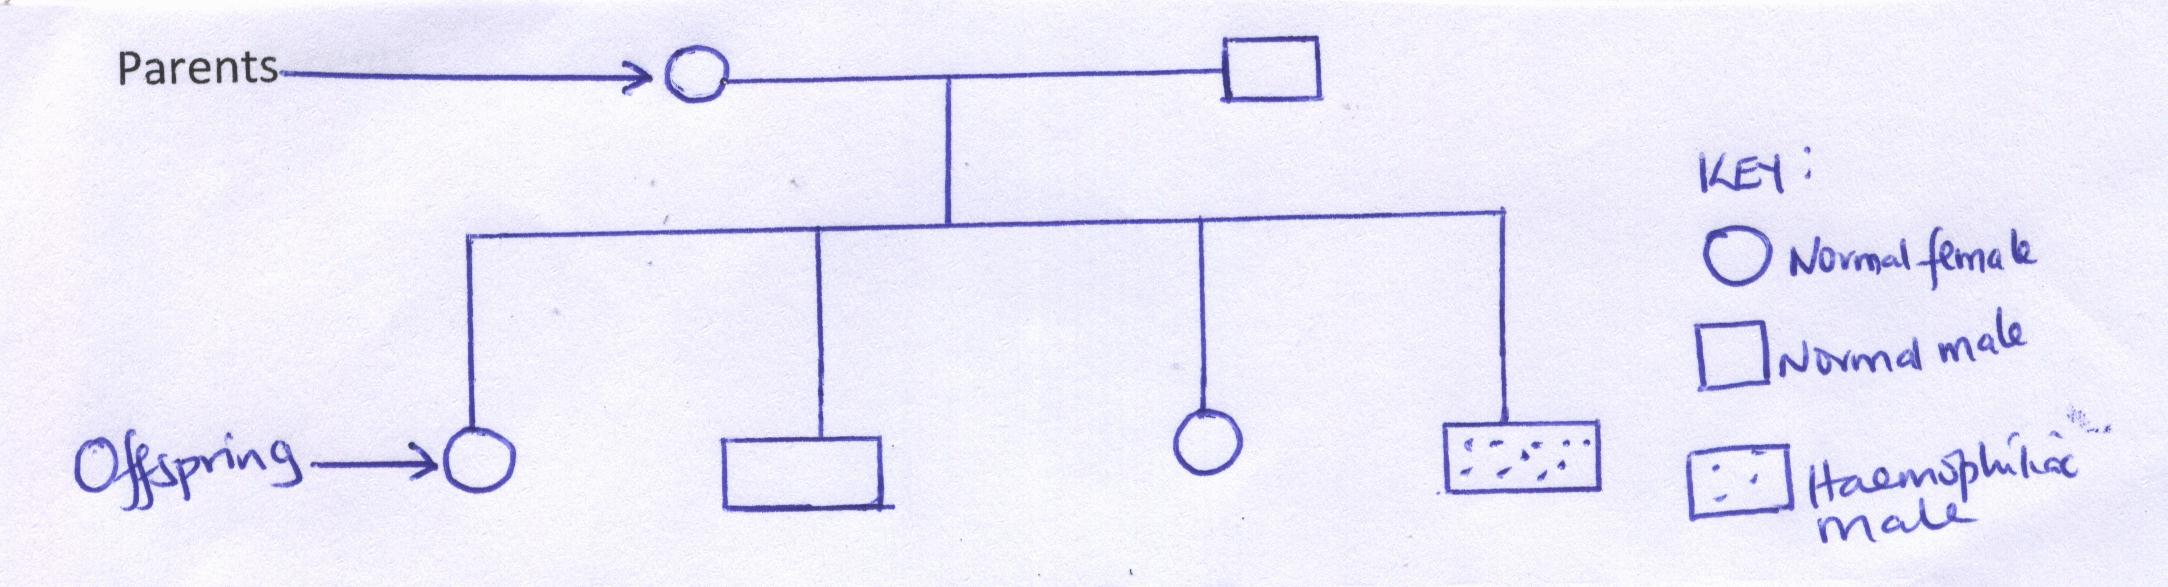 Parents
KEY:
Normal female
Normal male
Offspring
Haemophiliac
male